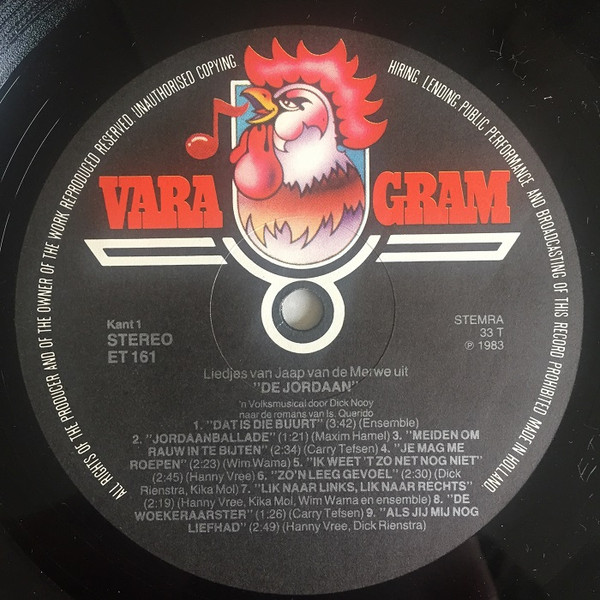 ALL RIGHTS OF THE PRODUCER AND OF THE OWNER OF THE WORK REPRODUCED RESERVED. UNAUTHORISED COPYING
HIRING, LENDING, PUBLIC PERFORMANCE AND BROADCASTING OF THIS RECORD PROHIBITED. MADE IN HOLLAND
VARA GRAM
Kant 1
STEREO
ET 161
STEMRA
33 T
℗ 1983
Liedjes van Jaap van de Merwe uit
"DE JORDAAN"
'n Volksmusical door Dick Nooy
naar de romans van Is. Querido
1. "DAT IS DIE BUURT" (3:42) (Ensemble)
2. "JORDAANBALLADE" (1:21) (Maxim Hamel) 3. "MEIDEN OM
RAUW IN TE BIJTEN" (2:34) (Carry Tefsen) 4. "JE MAG ME
ROEPEN" (2:23) (Wim Wama) 5. "IK WEET 'T ZO NET NOG NIET"
(2:45) (Hanny Vree) 6. "ZO'N LEEG GEVOEL" (2:30) (Dick
Rienstra, Kika Mol) 7. "LIK NAAR LINKS, LIK NAAR RECHTS"
(2:19) (Hanny Vree, Kika Mol, Wim Wama en ensemble) 8. "DE
WOEKERAARSTER" (1:26) (Carry Tefsen) 9. "ALS JIJ MIJ NOG
LIEFHAD" (2:49) (Hanny Vree, Dick Rienstra)